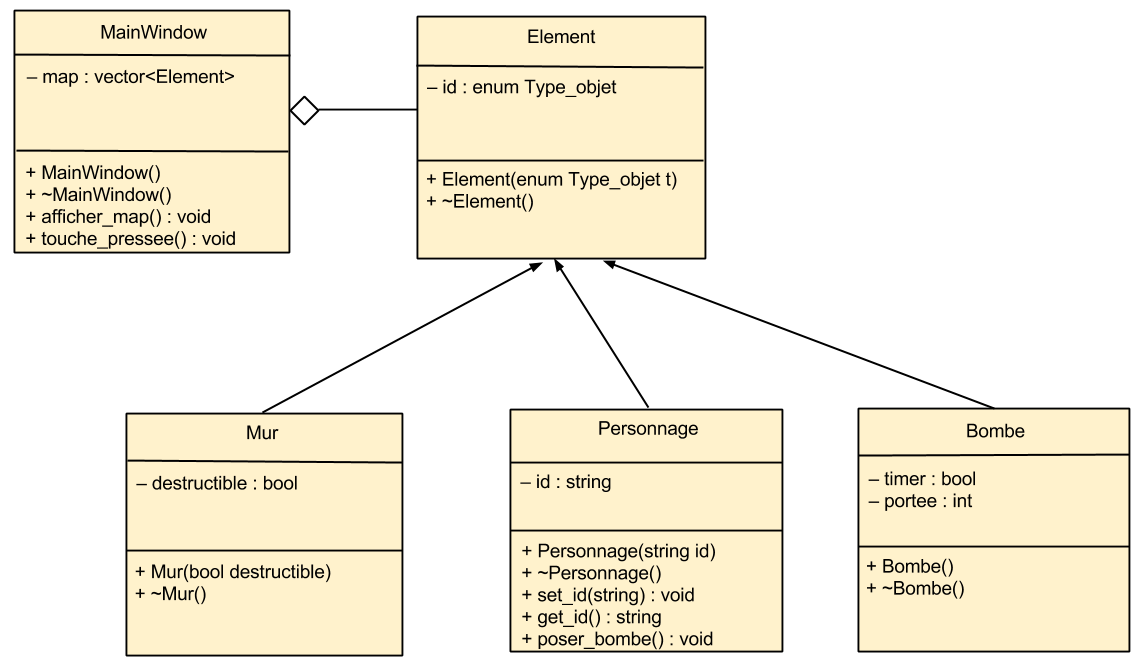 MainWindow
– map : vector<Element>
+ MainWindow()
+ ~MainWindow()
+ afficher_map() : void
+ touche_pressee() : void
Element
– id : enum Type_objet
+ Element(enum Type_objet t)
+ ~Element()
Mur
– destructible : bool
+ Mur(bool destructible)
+ ~Mur()
Personnage
– id : string
+ Personnage(string id)
+ ~Personnage()
+ set_id(string) : void
+ get_id() : string
+ poser_bombe() : void
Bombe
– timer : bool
– portee : int
+ Bombe()
+ ~Bombe()